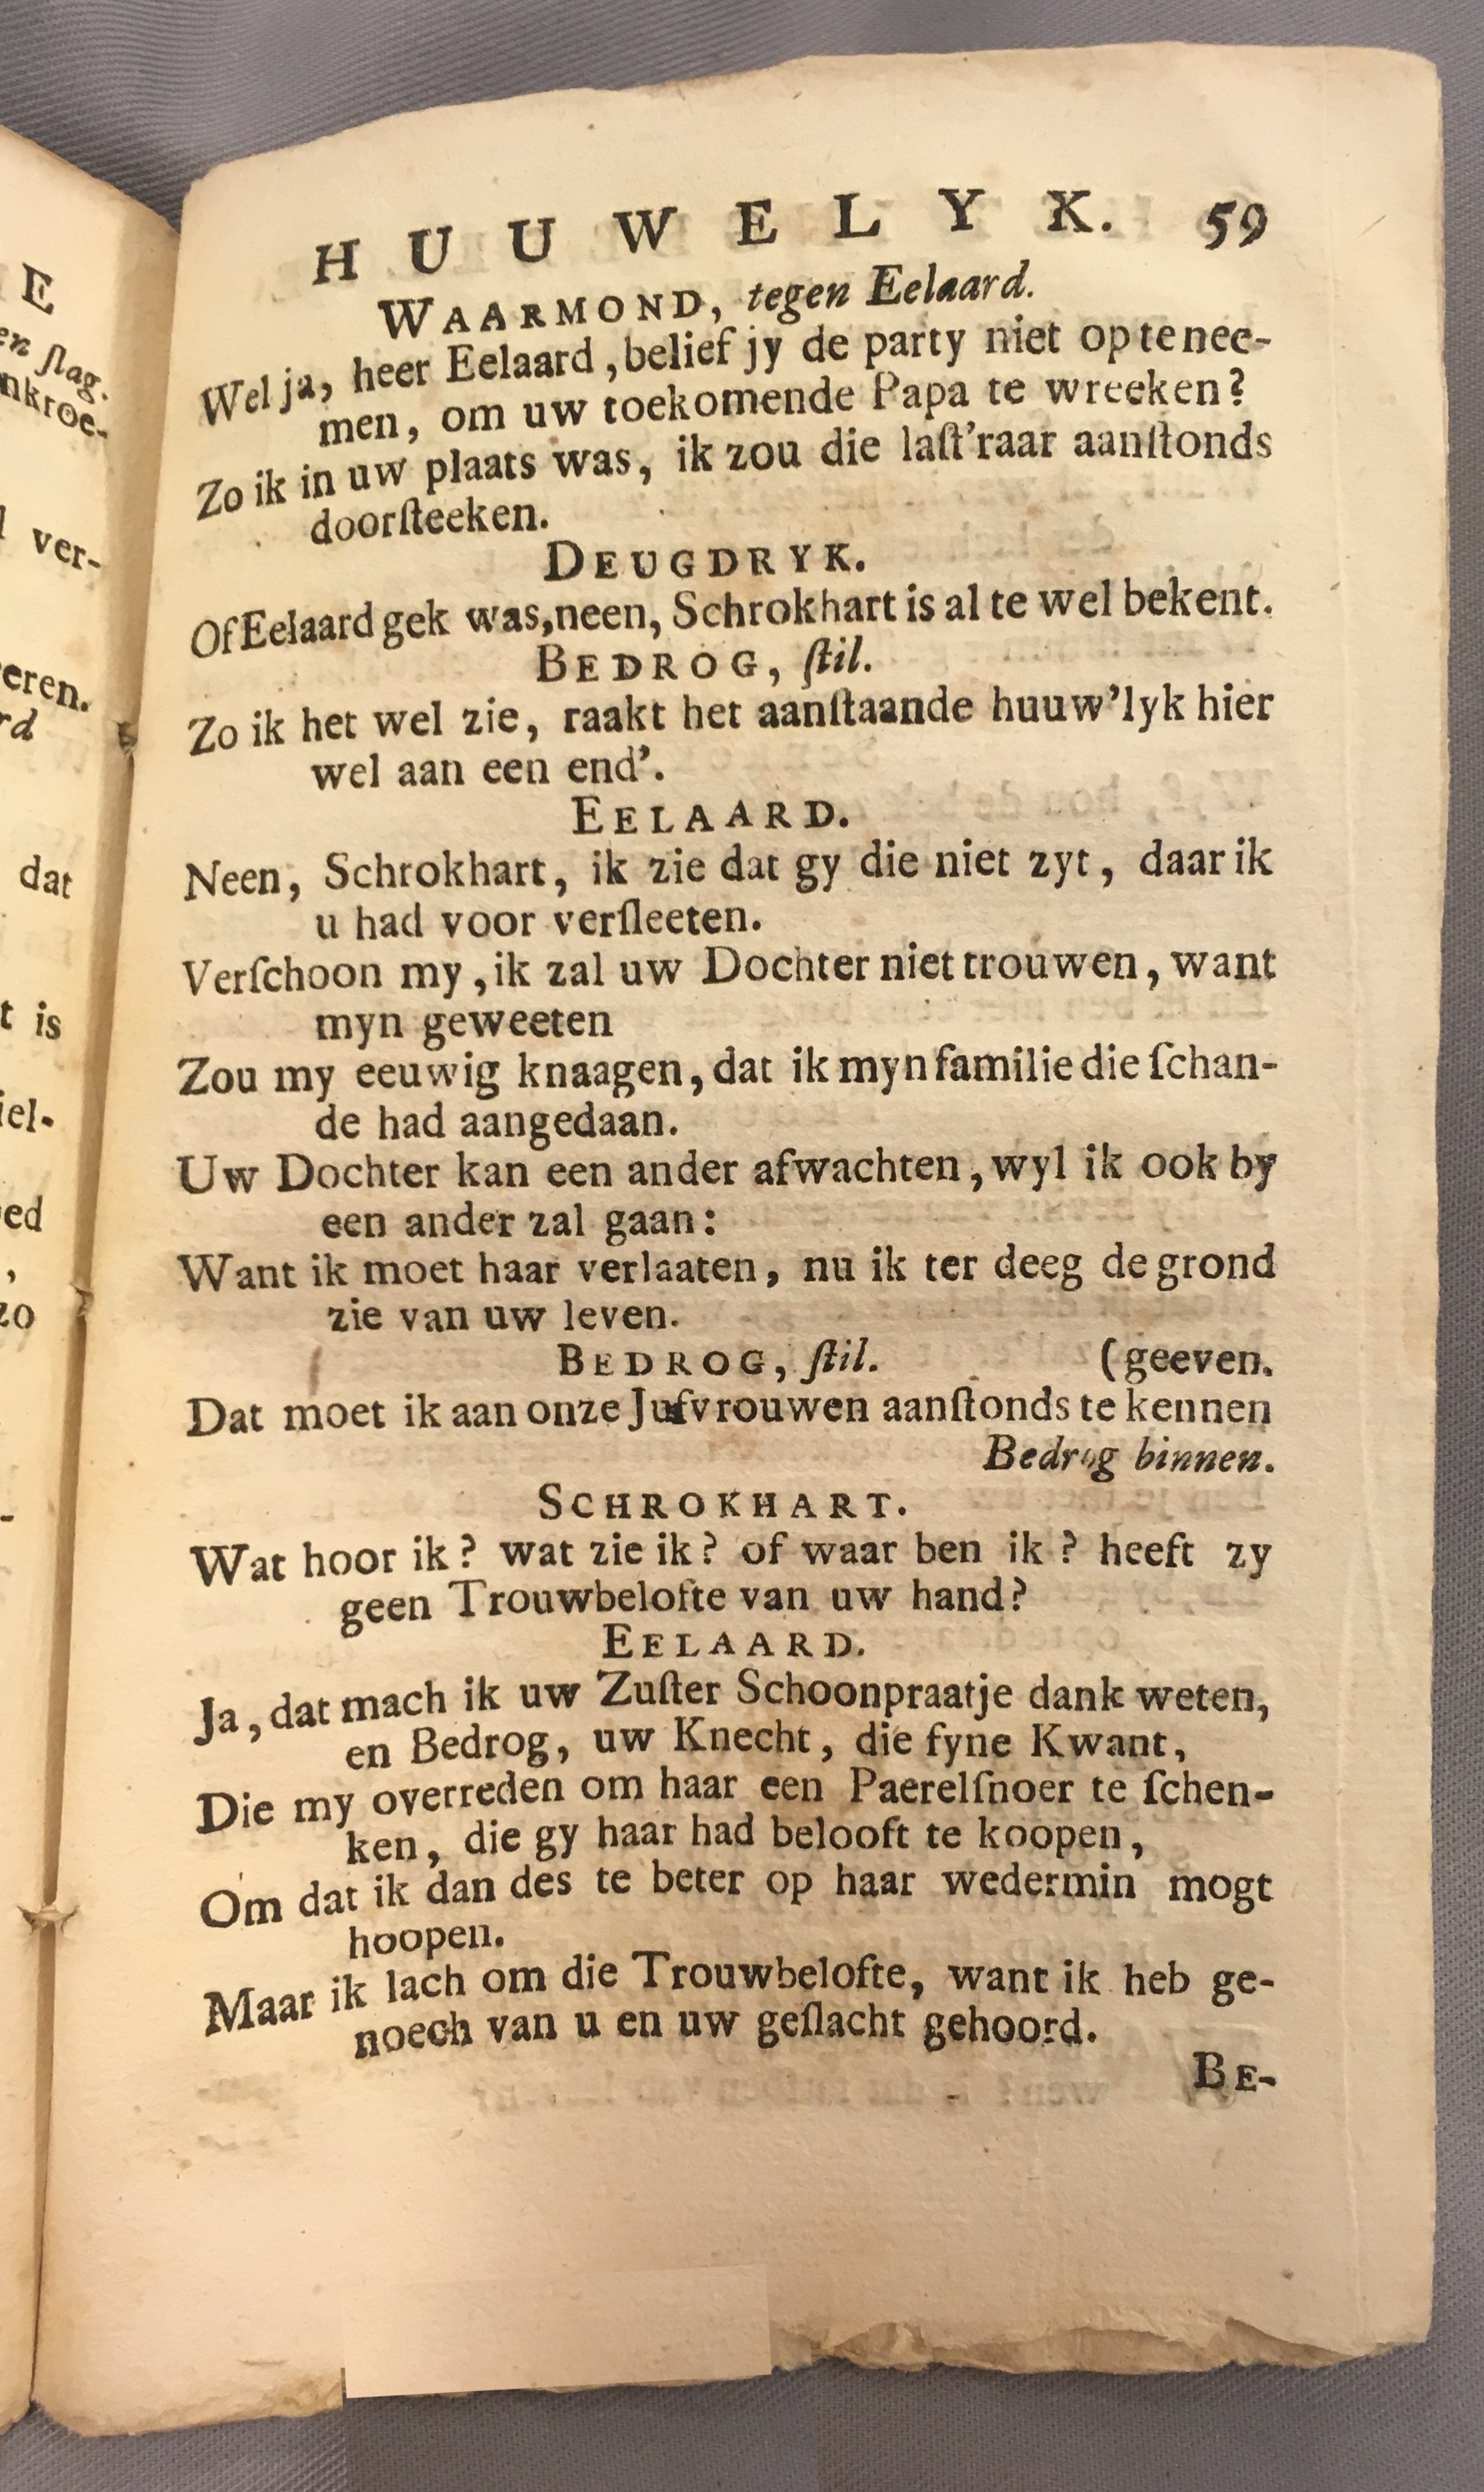 E
en ſlag.
nkroe-
ver-
eren.
rd
dat
t is
iel-
ed
,
zo
-
HUUWELYK. 59
WAARMOND, tegen Eelaard.
Wel ja, heer Eelaard, belief jy de party niet op te nee-
men, om uw toekomende Papa te wreeken?
Zo ik in uw plaats was, ik zou die laſt'raar aanſtonds
doorſteeken.
DEUGDRYK.
Of Eelaard gek was, neen, Schrokhart is al te wel bekent.
BEDROG, ſtil.
Zo ik het wel zie, raakt het aanſtaande huuw'lyk hier
wel aan een end'.
EELAARD.
Neen, Schrokhart, ik zie dat gy die niet zyt, daar ik
u had voor verſleeten.
Verſchoon my, ik zal uw Dochter niet trouwen, want
myn geweeten
Zou my eeuwig knaagen, dat ik myn familie die ſchan-
de had aangedaan.
Uw Dochter kan een ander afwachten, wyl ik ook by
een ander zal gaan:
Want ik moet haar verlaaten, nu ik ter deeg de grond
zie van uw leven.
BEDROG, ſtil. (geeven.
Dat moet ik aan onze Jufvrouwen aanſtonds te kennen
Bedrog binnen.
SCHROKHART.
Wat hoor ik? wat zie ik? of waar ben ik? heeft zy
geen Trouwbelofte van uw hand?
EELAARD.
Ja, dat mach ik uw Zuſter Schoonpraatje dank weten,
en Bedrog, uw Knecht, die fyne Kwant,
Die my overreden om haar een Paerelſnoer te ſchen-
ken, die gy haar had belooft te koopen,
Om dat ik dan des te beter op haar wedermin mogt
hoopen.
Maar ik lach om die Trouwbelofte, want ik heb ge-
noech van u en uw geſlacht gehoord.
BE-